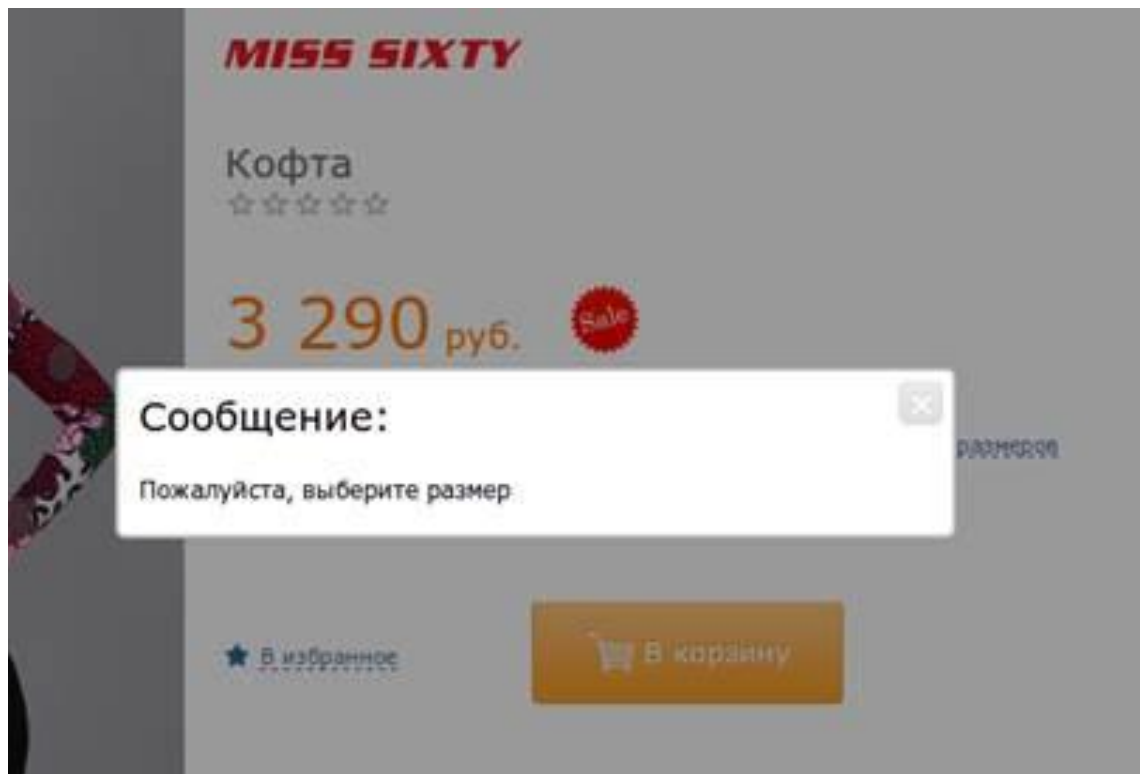 MISS SIXTY
Кофта
3 290 руб.
Sale
Сообщение:
размеров
Пожалуйста, выберите размер
В избранное
В корзину